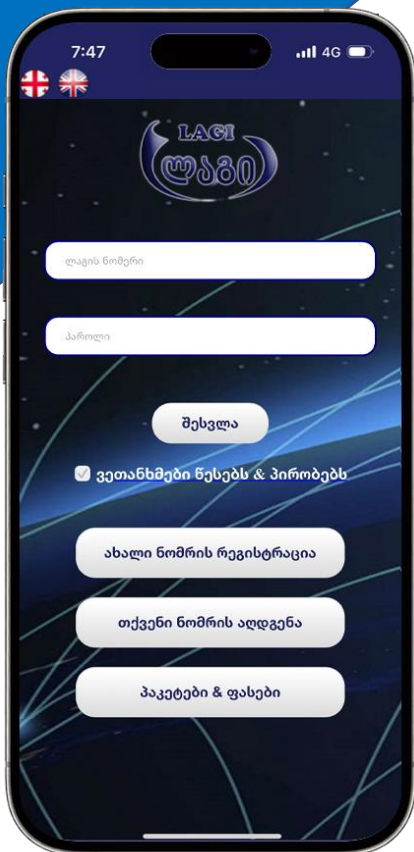 7:47 4G
LAGI
ლაგი
ლაგის ნომერი
პაროლი
შესვლა
ვეთანხმები წესებს & პირობებს
ახალი ნომრის რეგისტრაცია
თქვენი ნომრის აღდგენა
პაკეტები & ფასები